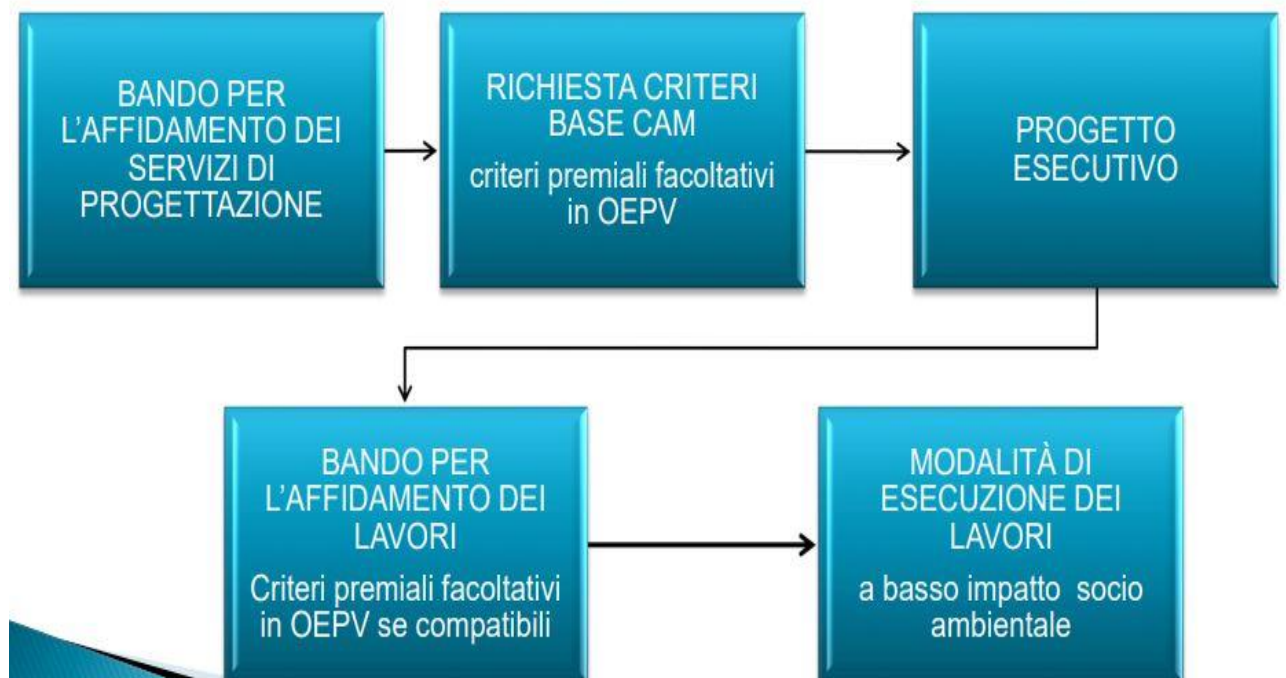 BANDO PER
L'AFFIDAMENTO DEI
SERVIZI DI
PROGETTAZIONE
RICHIESTA CRITERI
BASE CAM
criteri premiali facoltativi
in OEPV
PROGETTO
ESECUTIVO
BANDO PER
L'AFFIDAMENTO DEI
LAVORI
Criteri premiali facoltativi
in OEPV se compatibili
MODALITÀ DI
ESECUZIONE DEI
LAVORI
a basso impatto socio
ambientale